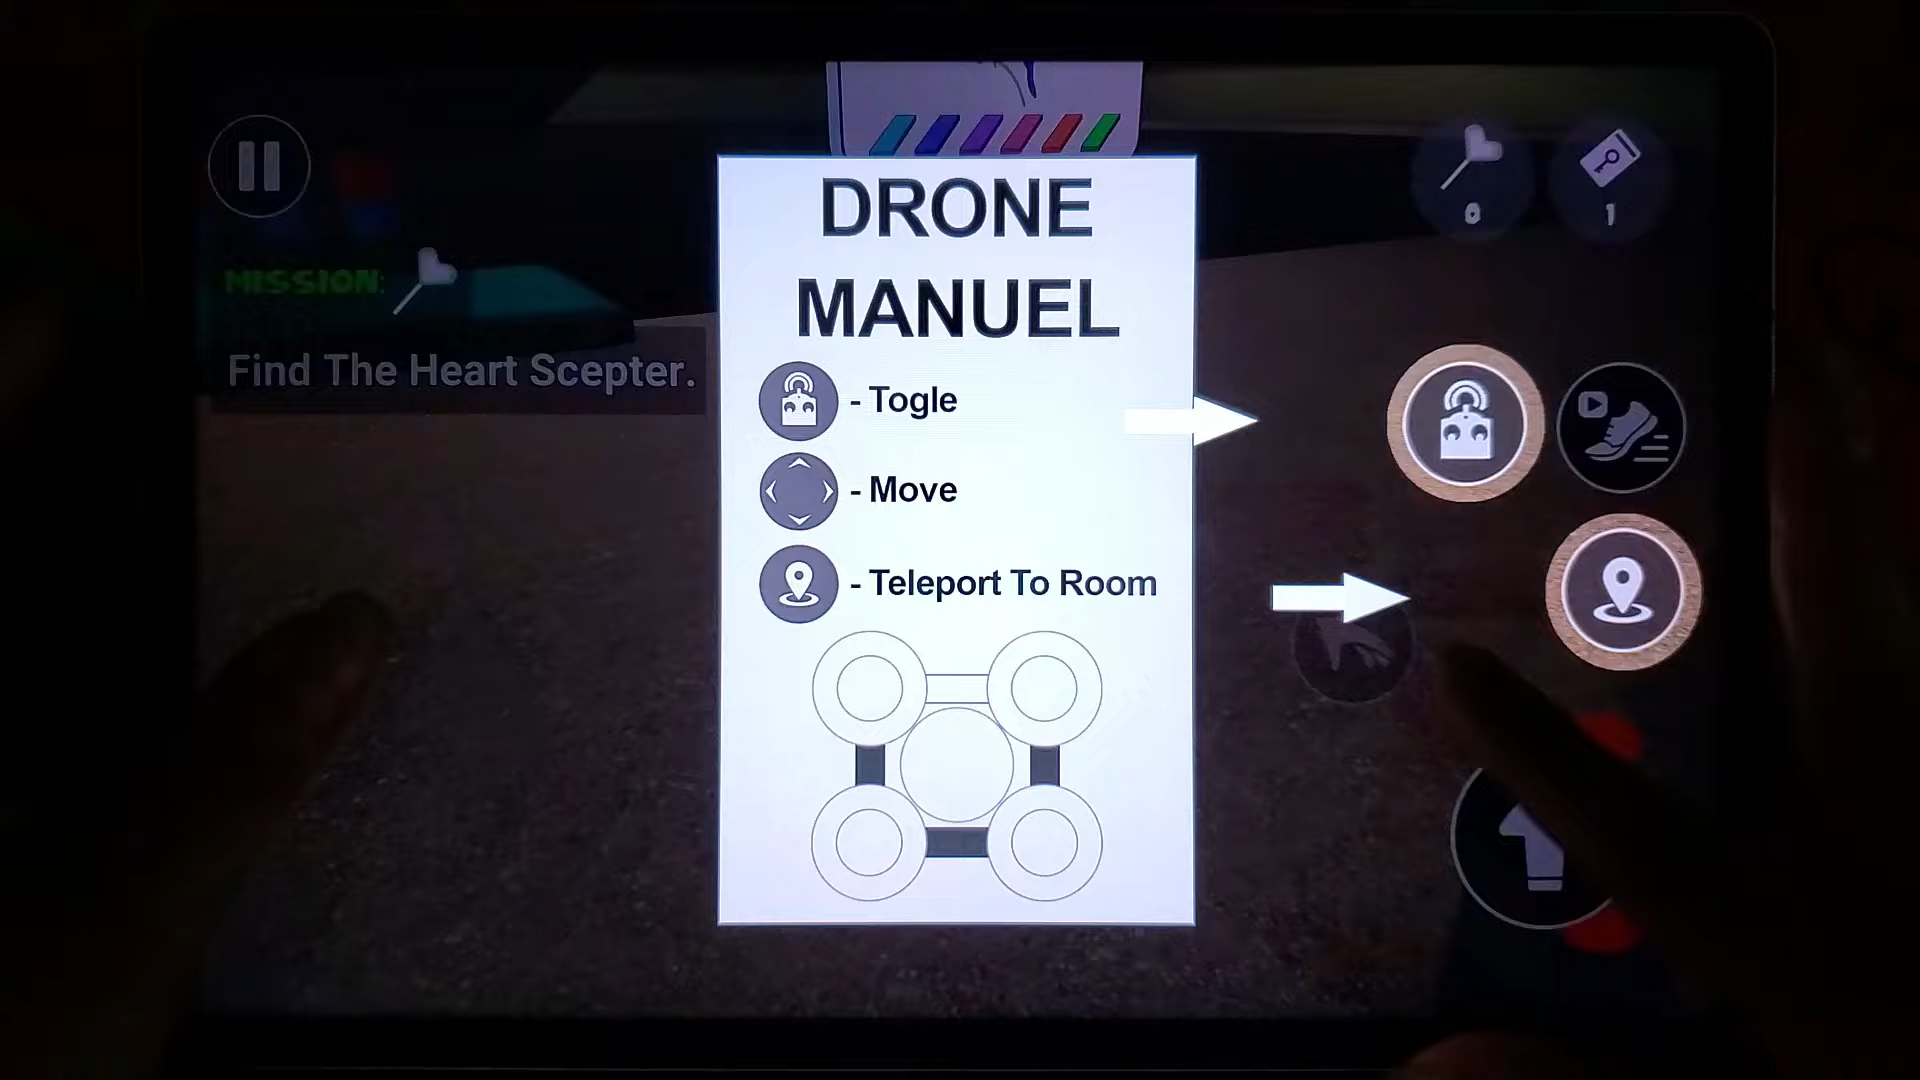 DRONE
MANUEL
- Togle
- Move
- Teleport To Room
MISSION:
Find The Heart Scepter.
0
1